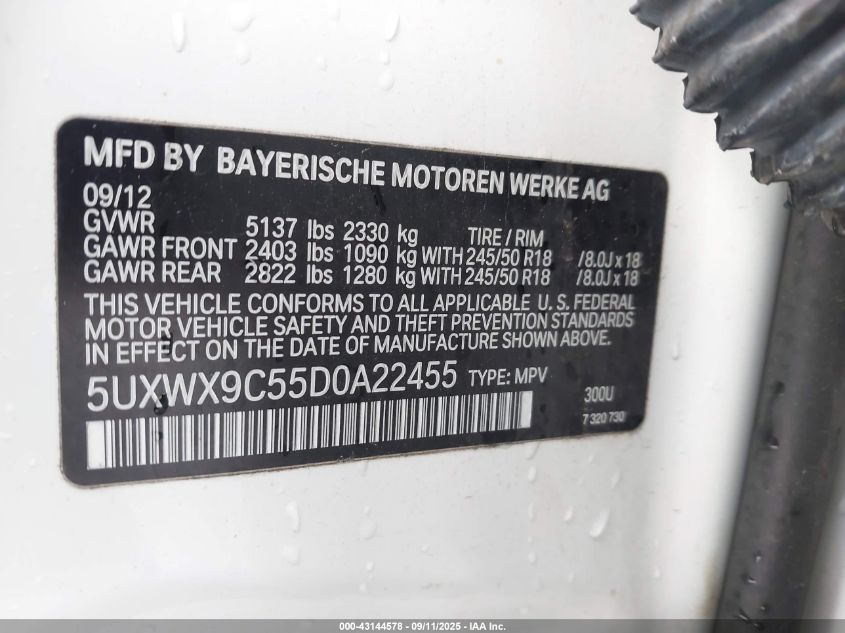 MFD BY BAYERISCHE MOTOREN WERKE AG
09/12
GVWR 5137 lbs 2330 kg TIRE / RIM
GAWR FRONT 2403 lbs 1090 kg WITH 245/50 R18 /8.0J x 18
GAWR REAR 2822 lbs 1280 kg WITH 245/50 R18 /8.0J x 18
THIS VEHICLE CONFORMS TO ALL APPLICABLE U. S. FEDERAL
MOTOR VEHICLE SAFETY AND THEFT PREVENTION STANDARDS
IN EFFECT ON THE DATE OF MANUFACTURE SHOWN ABOVE.
5UXWX9C55D0A22455 TYPE: MPV 300U
7 320 730
000-43144578 - 09/11/2025 - IAA Inc.